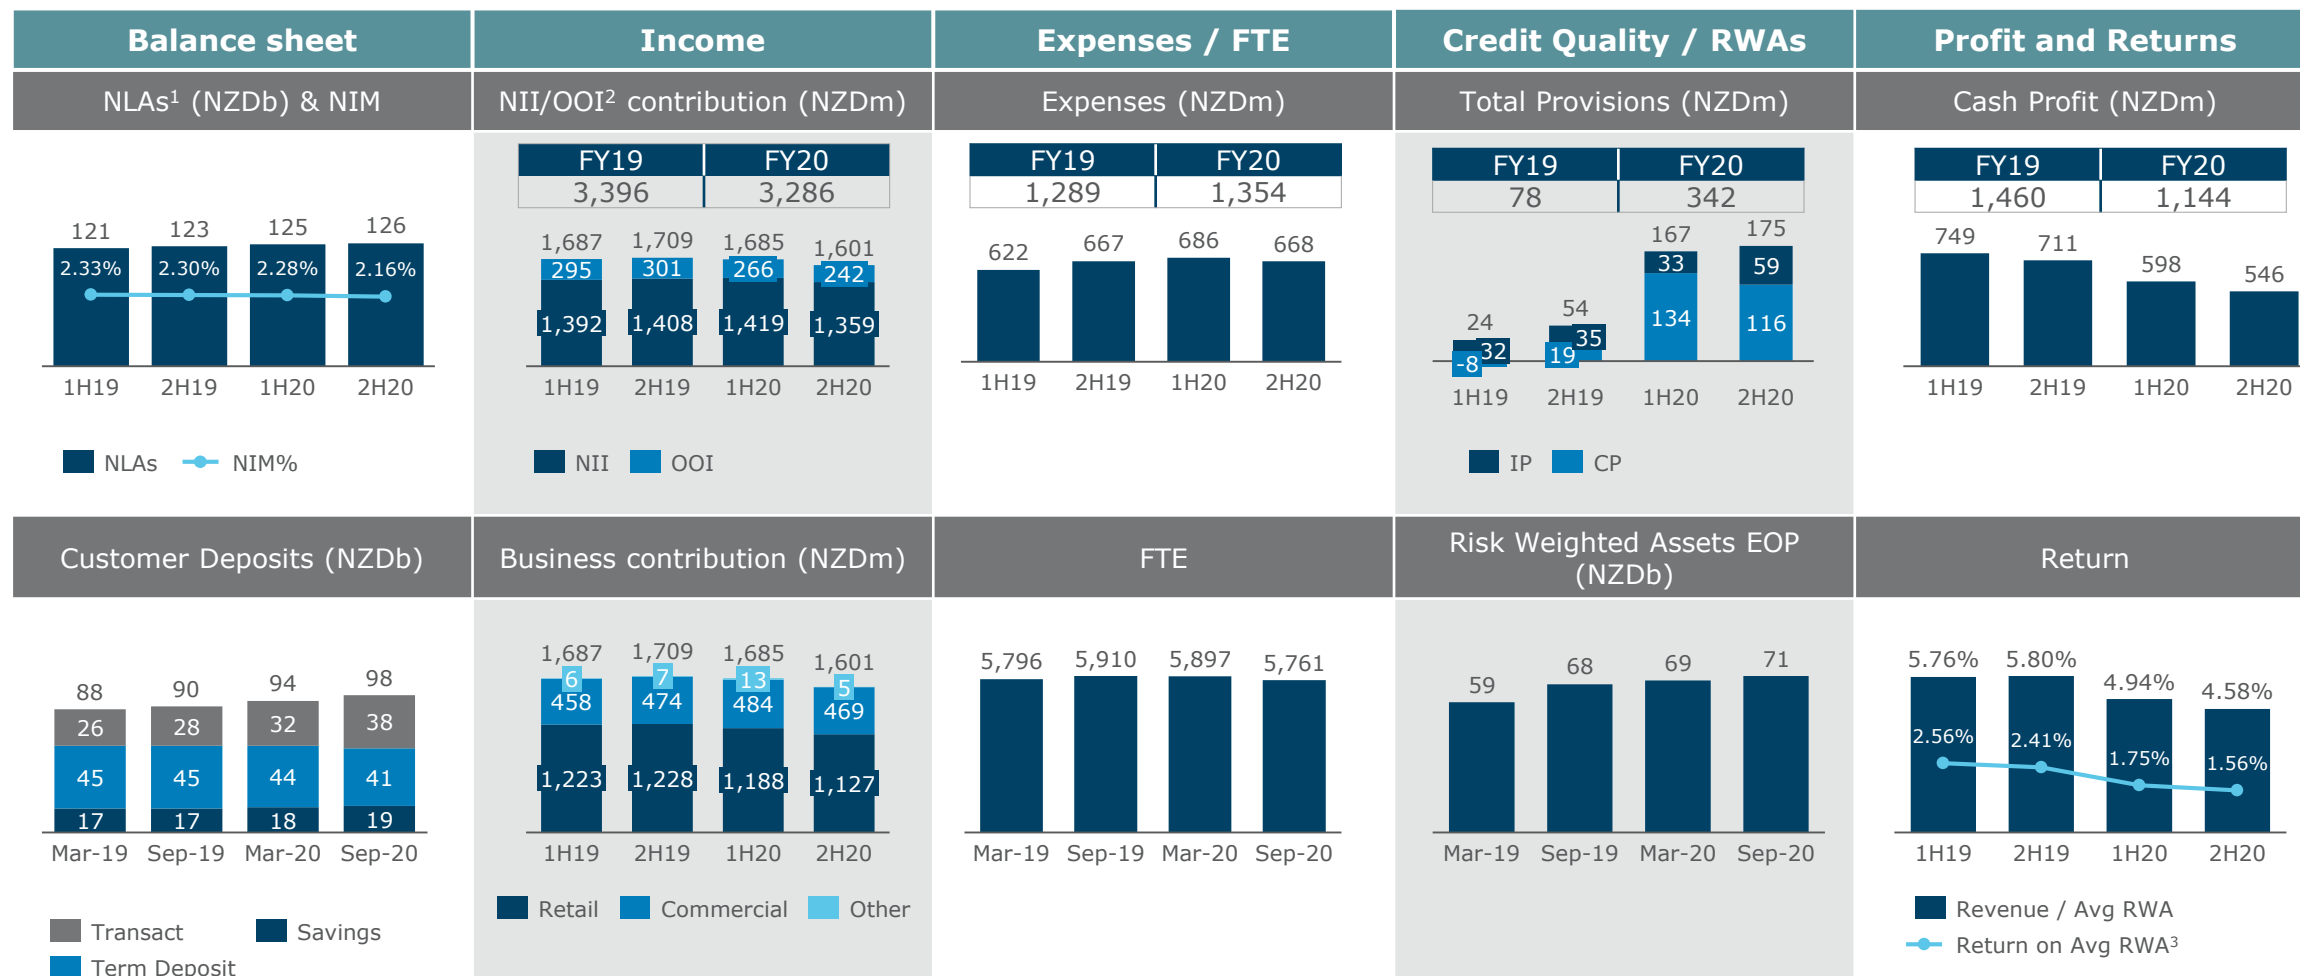 Balance sheet
Income
Expenses / FTE
Credit Quality / RWAs
Profit and Returns
NLAs¹ (NZDb) & NIM
NII/OOI² contribution (NZDm)
Expenses (NZDm)
Total Provisions (NZDm)
Cash Profit (NZDm)
121 123 125 126
2.33% 2.30% 2.28% 2.16%
1H19 2H19 1H20 2H20
NLAs NIM%
FY19 FY20
3,396 3,286
1,687 1,709 1,685 1,601
295 301 266 242
1,392 1,408 1,419 1,359
1H19 2H19 1H20 2H20
NII OOI
FY19 FY20
1,289 1,354
622 667 686 668
1H19 2H19 1H20 2H20
FY19 FY20
78 342
24 54 167 175
32 35 33 59
-8 19 134 116
1H19 2H19 1H20 2H20
IP CP
FY19 FY20
1,460 1,144
749 711 598 546
1H19 2H19 1H20 2H20
Customer Deposits (NZDb)
Business contribution (NZDm)
FTE
Risk Weighted Assets EOP
(NZDb)
Return
88 90 94 98
26 28 32 38
45 45 44 41
17 17 18 19
Mar-19 Sep-19 Mar-20 Sep-20
Transact Savings
Term Deposit
1,687 1,709 1,685 1,601
6 7 13 5
458 474 484 469
1,223 1,228 1,188 1,127
1H19 2H19 1H20 2H20
Retail Commercial Other
5,796 5,910 5,897 5,761
Mar-19 Sep-19 Mar-20 Sep-20
59 68 69 71
Mar-19 Sep-19 Mar-20 Sep-20
5.76% 5.80% 4.94% 4.58%
2.56% 2.41% 1.75% 1.56%
1H19 2H19 1H20 2H20
Revenue / Avg RWA
Return on Avg RWA³